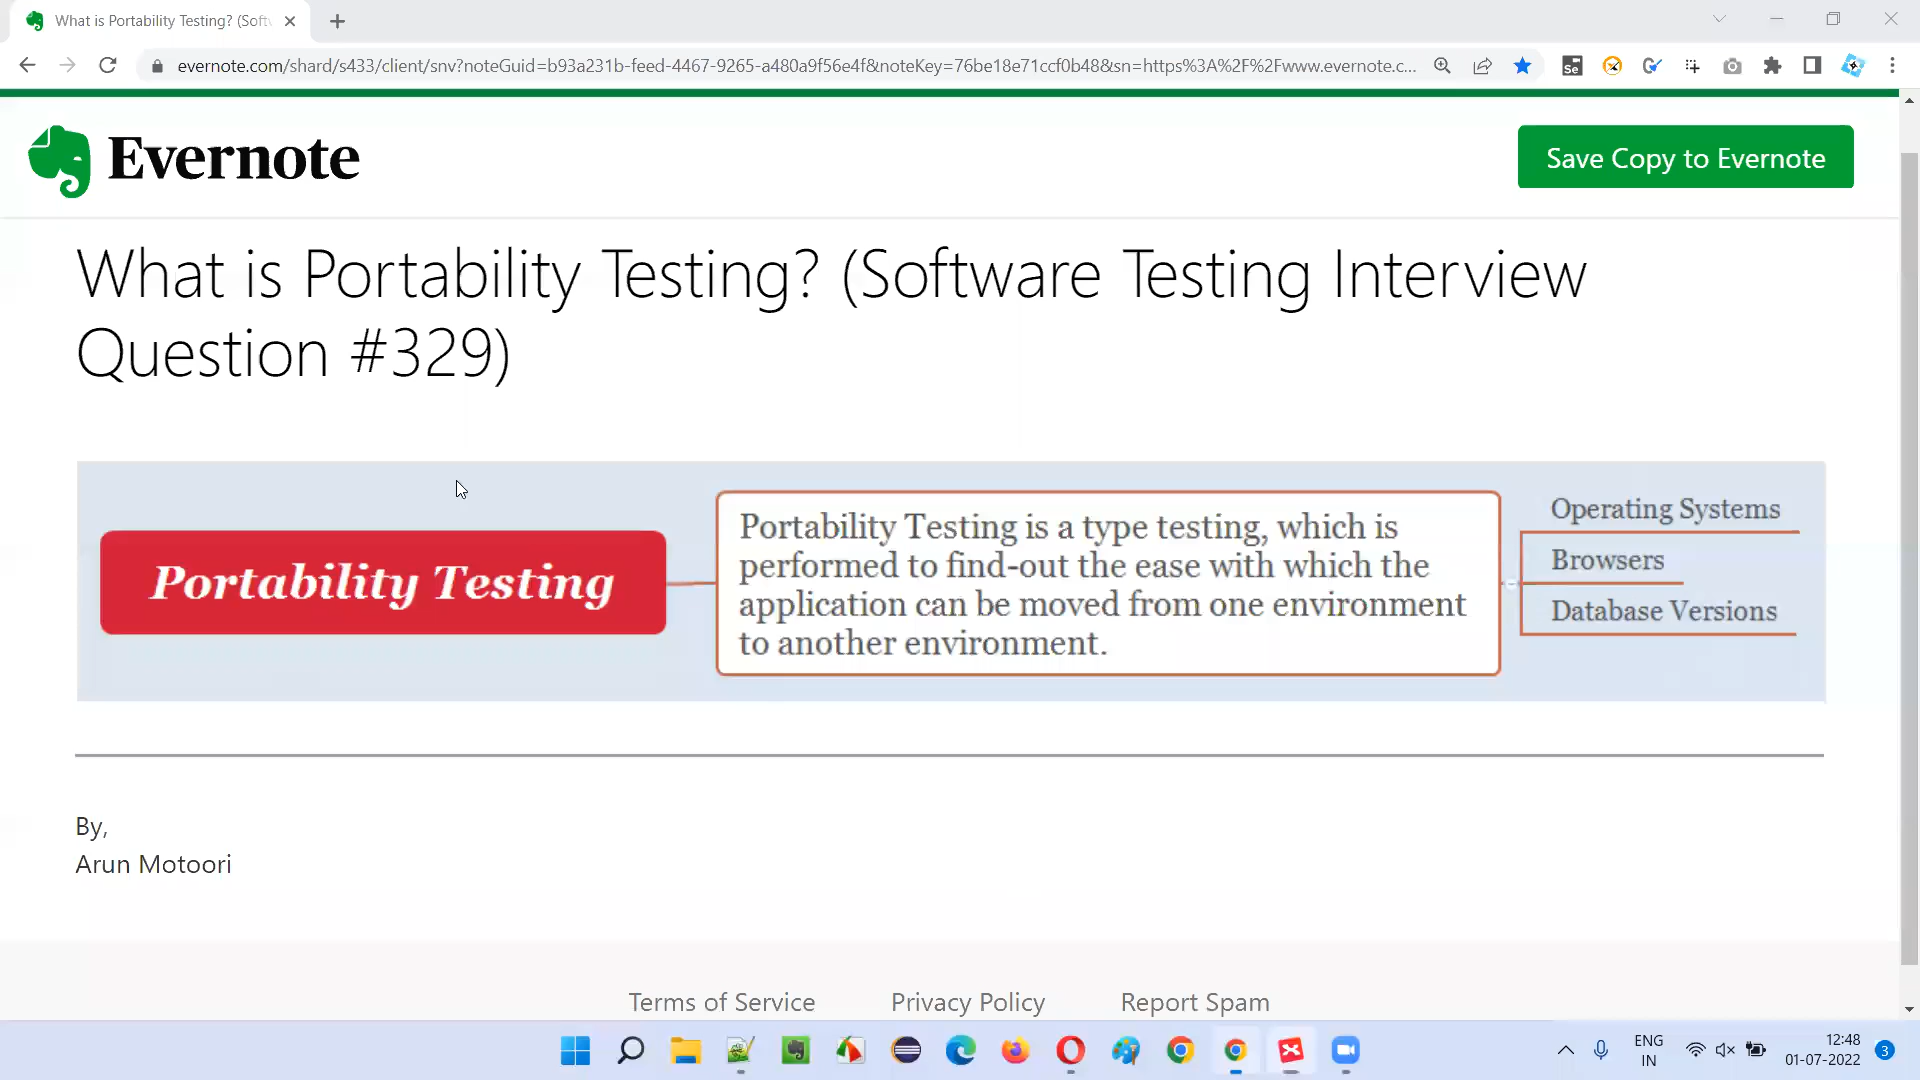 What is Portability Testing? (Soft
evernote.com/shard/s433/client/snv?noteGuid=b93a231b-feed-4467-9265-a480a9f56e4f&noteKey=76be18e71ccf0b48&sn=https%3A%2F%2Fwww.evernote.c...
Se
Evernote
Save Copy to Evernote
What is Portability Testing? (Software Testing Interview
Question #329)
Portability Testing
Portability Testing is a type testing, which is
performed to find-out the ease with which the
application can be moved from one environment
to another environment.
Operating Systems
Browsers
Database Versions
By,
Arun Motoori
Terms of Service
Privacy Policy
Report Spam
ENG
IN
12:48
01-07-2022
3